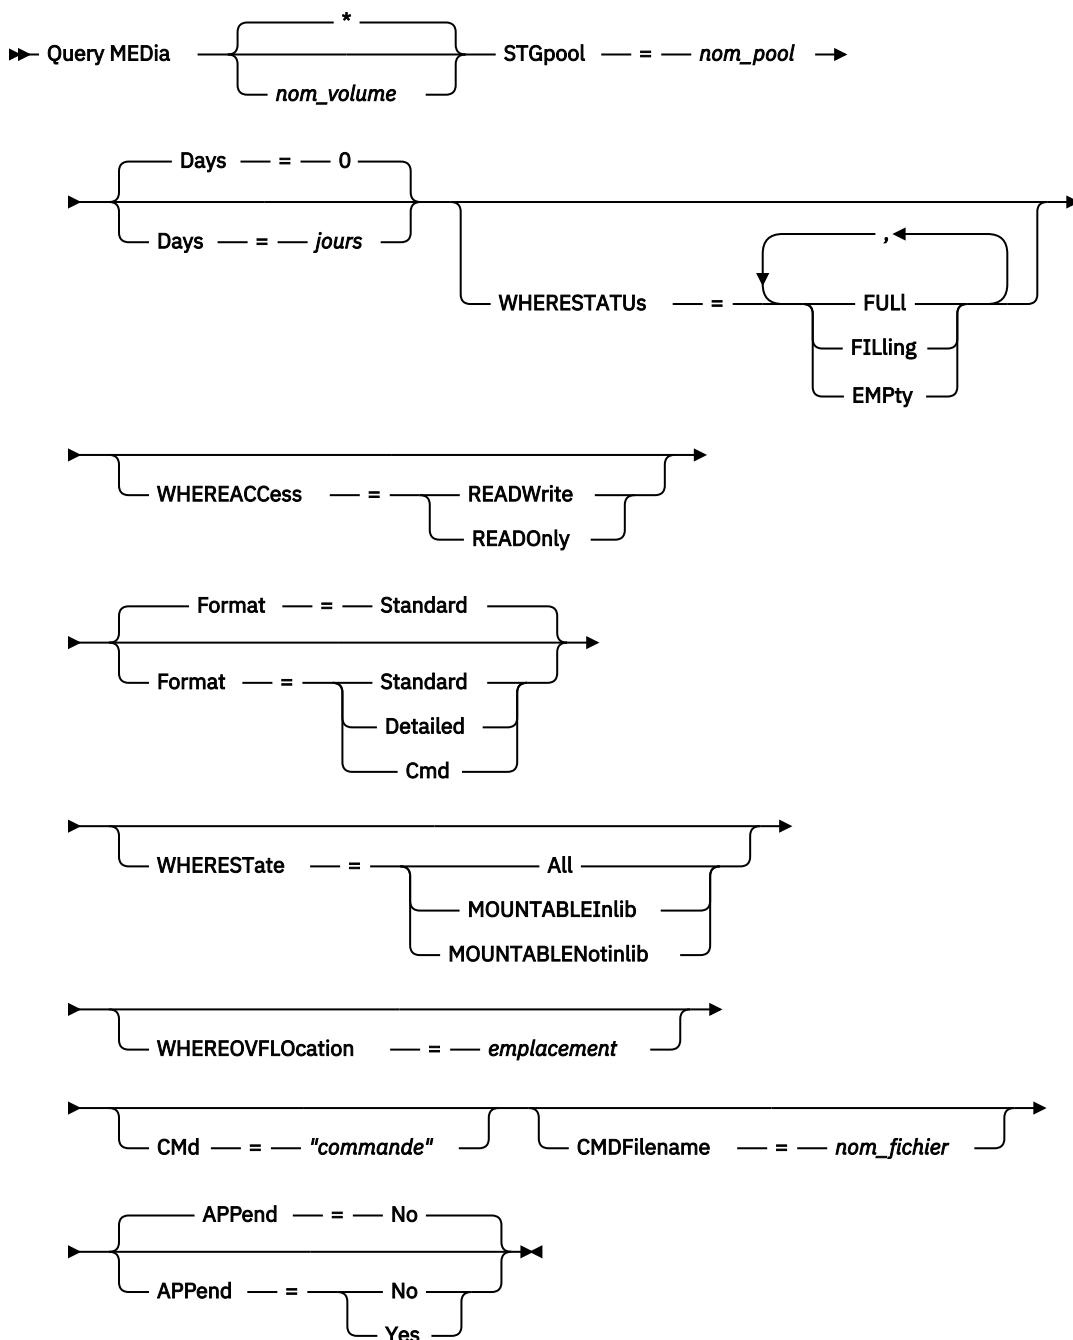 *
Query MEDia STGpool = nom_pool
nom_volume
Days = 0
Days = jours
,
WHERESTATUs = FULl
FILling
EMPty
WHEREACCess = READWrite
READOnly
Format = Standard
Format = Standard
Detailed
Cmd
WHERESTate = All
MOUNTABLEInlib
MOUNTABLENotinlib
WHEREOVFLOcation = emplacement
CMd = "commande" CMDFilename = nom_fichier
APPend = No
APPend = No
Yes